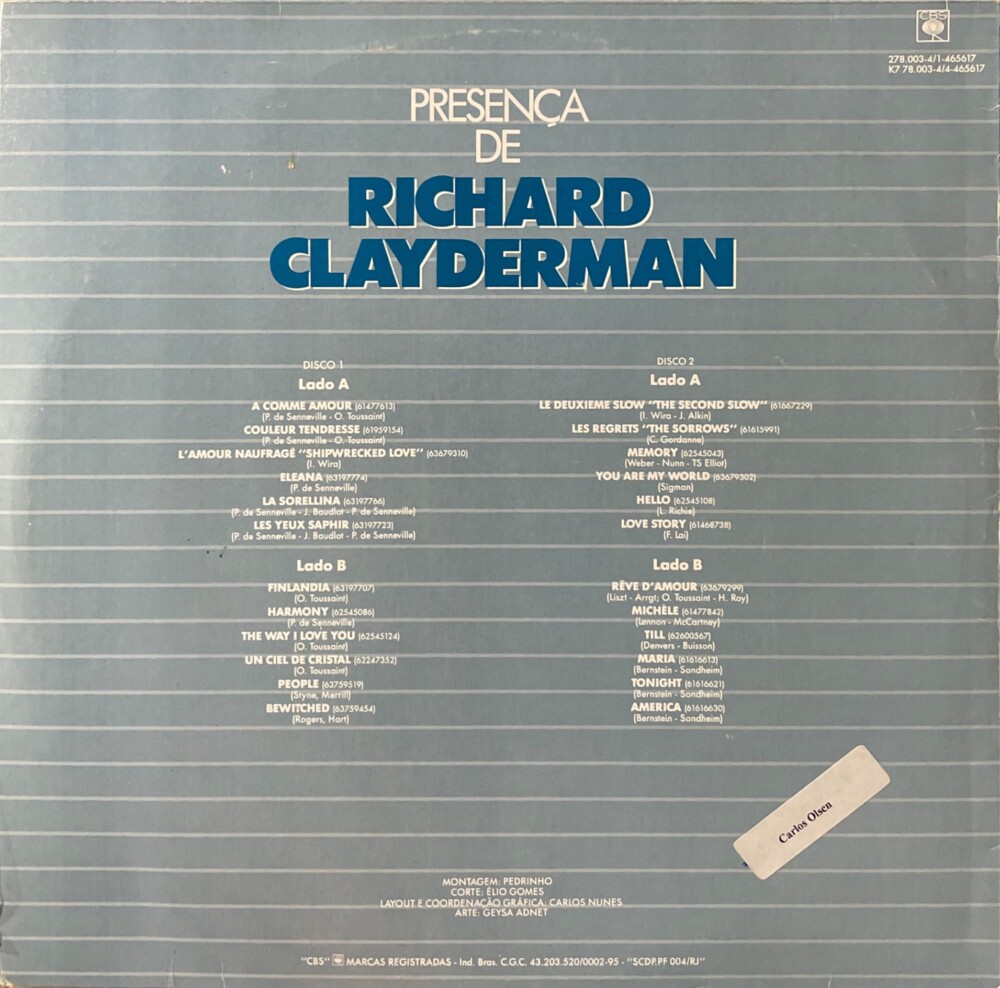 CBS
278.003-4/1-465617
K7 78.003-4/4-465617
PRESENÇA
DE
RICHARD
CLAYDERMAN
DISCO 1
Lado A
A COMME AMOUR (61477613)
(P. de Senneville - O. Toussaint)
COULEUR TENDRESSE (61959154)
(P. de Senneville - O. Toussaint)
L'AMOUR NAUFRAGÉ "SHIPWRECKED LOVE" (63679310)
(I. Wira)
ELEANA (63197774)
(P. de Senneville)
LA SORELLINA (63197766)
(P. de Senneville - J. Baudlot - P. de Senneville)
LES YEUX SAPHIR (63197723)
(P. de Senneville - J. Baudlot - P. de Senneville)
Lado B
FINLANDIA (63197707)
(O. Toussaint)
HARMONY (62545086)
(P. de Senneville)
THE WAY I LOVE YOU (62545124)
(O. Toussaint)
UN CIEL DE CRISTAL (62247352)
(O. Toussaint)
PEOPLE (63759519)
(Styne, Merrill)
BEWITCHED (63759454)
(Rogers, Hart)
DISCO 2
Lado A
LE DEUXIEME SLOW "THE SECOND SLOW" (61667229)
(I. Wira - J. Alkin)
LES REGRETS "THE SORROWS" (61615991)
(C. Gordanne)
MEMORY (62545043)
(Weber - Nunn - TS Elliot)
YOU ARE MY WORLD (63679302)
(Sigman)
HELLO (62545108)
(L. Richie)
LOVE STORY (61468738)
(F. Lai)
Lado B
RÊVE D'AMOUR (63679299)
(Liszt - Arrgt; O. Toussaint - H. Roy)
MICHÈLE (61477842)
(Lennon - McCartney)
TILL (62600567)
(Denvers - Buisson)
MARIA (61616613)
(Bernstein - Sondheim)
TONIGHT (61616621)
(Bernstein - Sondheim)
AMERICA (61616630)
(Bernstein - Sondheim)
Carlos Olsen
MONTAGEM: PEDRINHO
CORTE: ÉLIO GOMES
LAYOUT E COORDENAÇÃO GRÁFICA: CARLOS NUNES
ARTE: GEYSA ADNET
"CBS" MARCAS REGISTRADAS - Ind. Bras. C.G.C. 43.203.520/0002-95 - "SCDP.PF 004/RJ"